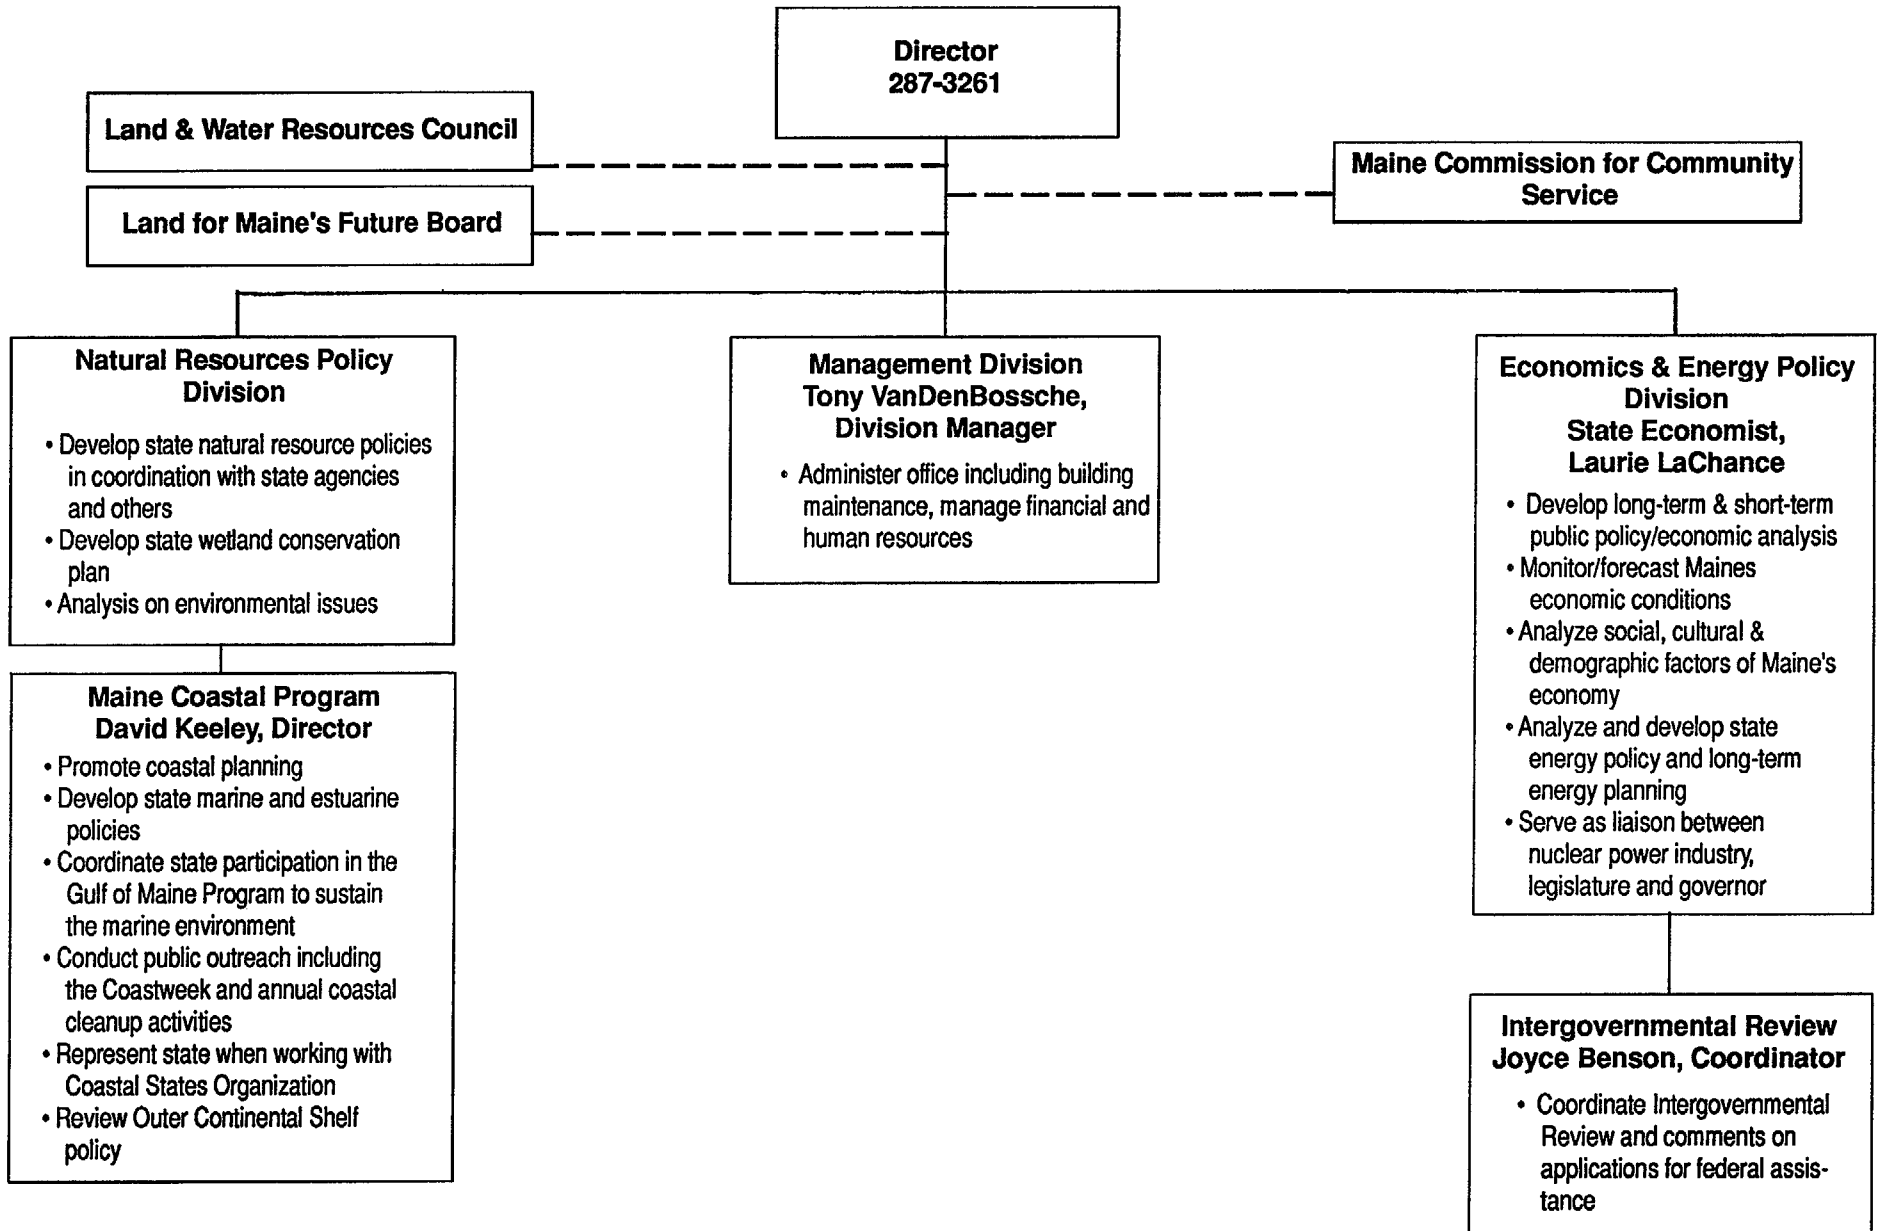 Director
287-3261
Land & Water Resources Council
Maine Commission for Community
Service
Land for Maine's Future Board
Natural Resources Policy
Division
• Develop state natural resource policies
in coordination with state agencies
and others
• Develop state wetland conservation
plan
• Analysis on environmental issues
Maine Coastal Program
David Keeley, Director
• Promote coastal planning
• Develop state marine and estuarine
policies
• Coordinate state participation in the
Gulf of Maine Program to sustain
the marine environment
• Conduct public outreach including
the Coastweek and annual coastal
cleanup activities
• Represent state when working with
Coastal States Organization
• Review Outer Continental Shelf
policy
Management Division
Tony VanDenBossche,
Division Manager
• Administer office including building
maintenance, manage financial and
human resources
Economics & Energy Policy
Division
State Economist,
Laurie LaChance
• Develop long-term & short-term
public policy/economic analysis
• Monitor/forecast Maines
economic conditions
• Analyze social, cultural &
demographic factors of Maine's
economy
• Analyze and develop state
energy policy and long-term
energy planning
• Serve as liaison between
nuclear power industry,
legislature and governor
Intergovernmental Review
Joyce Benson, Coordinator
• Coordinate Intergovernmental
Review and comments on
applications for federal assis-
tance